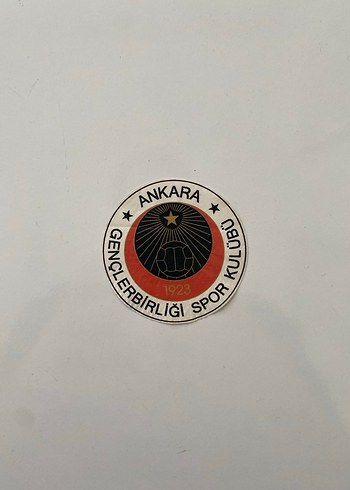 ANKARA
GENÇLERBİRLİĞİ SPOR KULÜBÜ
1923